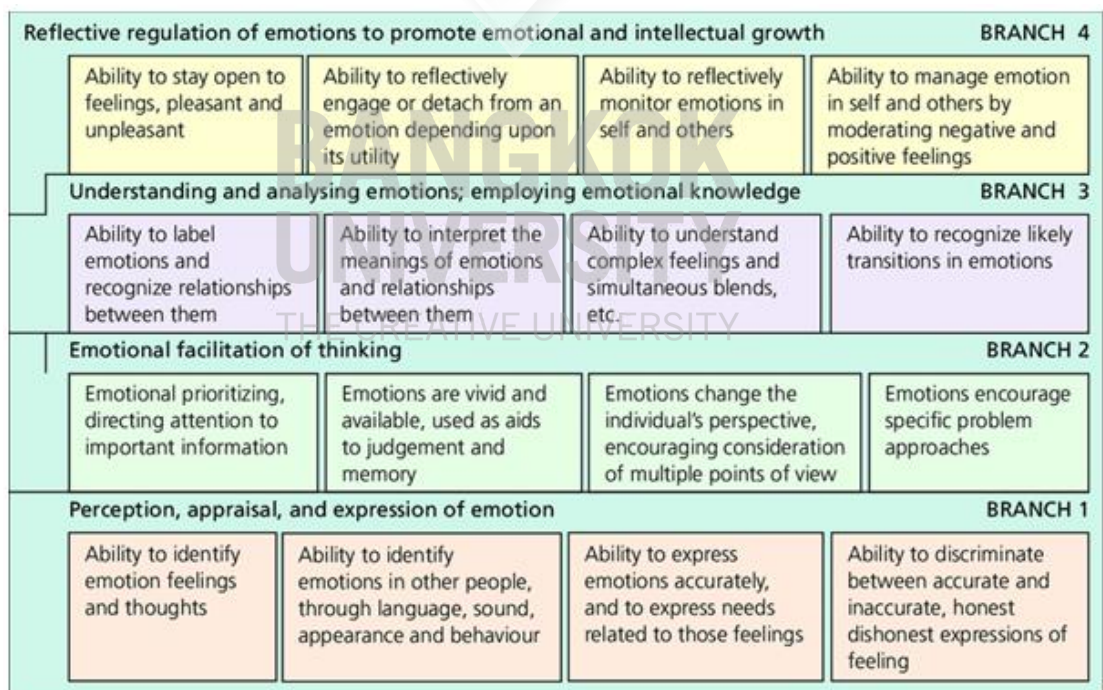 Reflective regulation of emotions to promote emotional and intellectual growth BRANCH 4
Ability to stay open to
feelings, pleasant and
unpleasant
Ability to reflectively
engage or detach from an
emotion depending upon
its utility
Ability to reflectively
monitor emotions in
self and others
Ability to manage emotion
in self and others by
moderating negative and
positive feelings
Understanding and analysing emotions; employing emotional knowledge BRANCH 3
Ability to label
emotions and
recognize relationships
between them
Ability to interpret the
meanings of emotions
and relationships
between them
Ability to understand
complex feelings and
simultaneous blends,
etc.
Ability to recognize likely
transitions in emotions
Emotional facilitation of thinking BRANCH 2
Emotional prioritizing,
directing attention to
important information
Emotions are vivid and
available, used as aids
to judgement and
memory
Emotions change the
individual's perspective,
encouraging consideration
of multiple points of view
Emotions encourage
specific problem
approaches
Perception, appraisal, and expression of emotion BRANCH 1
Ability to identify
emotion feelings
and thoughts
Ability to identify
emotions in other people,
through language, sound,
appearance and behaviour
Ability to express
emotions accurately,
and to express needs
related to those feelings
Ability to discriminate
between accurate and
inaccurate, honest
dishonest expressions of
feeling
BANGKOK
UNIVERSITY
THE CREATIVE UNIVERSITY